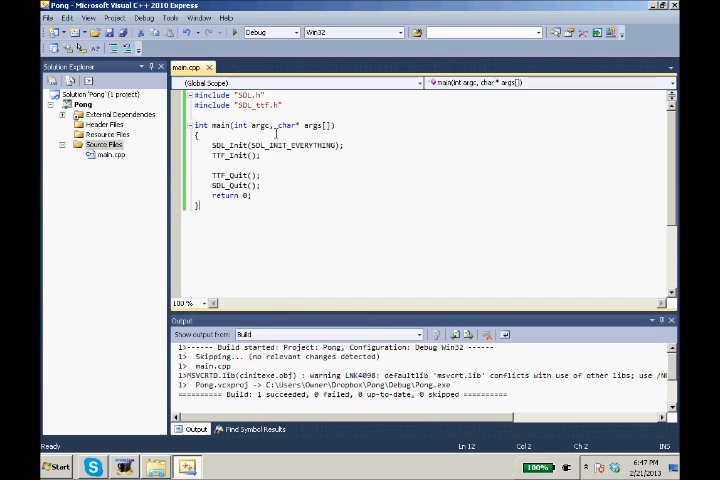 Pong - Microsoft Visual C++ 2010 Express
File Edit View Project Debug Tools Window Help
Debug Win32
Solution Explorer
Solution 'Pong' (1 project)
Pong
External Dependencies
Header Files
Resource Files
Source Files
main.cpp
main.cpp
(Global Scope) main(int argc, char * args[])
#include "SDL.h"
#include "SDL_ttf.h"
int main(int argc, char* args[])
{
SDL_Init(SDL_INIT_EVERYTHING);
TTF_Init();
TTF_Quit();
SDL_Quit();
return 0;
}
100 %
Output
Show output from: Build
1>------ Build started: Project: Pong, Configuration: Debug Win32 ------
1> Skipping... (no relevant changes detected)
1> main.cpp
1>MSVCRTD.lib(cinitexe.obj) : warning LNK4098: defaultlib 'msvcrt.lib' conflicts with use of other libs; use /NO
1> Pong.vcxproj -> C:\Users\Owner\Dropbox\Pong\Debug\Pong.exe
========== Build: 1 succeeded, 0 failed, 0 up-to-date, 0 skipped ==========
Output Find Symbol Results
Ready Ln 12 Col 2 Ch 2 INS
Start 100% 6:47 PM
2/21/2013